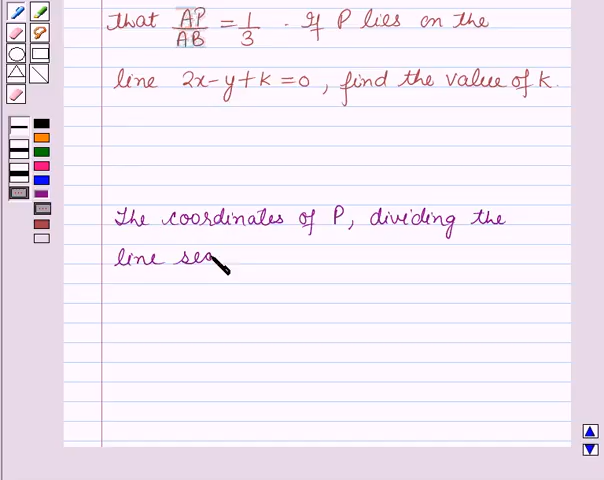 that AP/AB = 1/3 . If P lies on the
line 2x - y + k = 0 , find the value of k.
The coordinates of P, dividing the
line seg